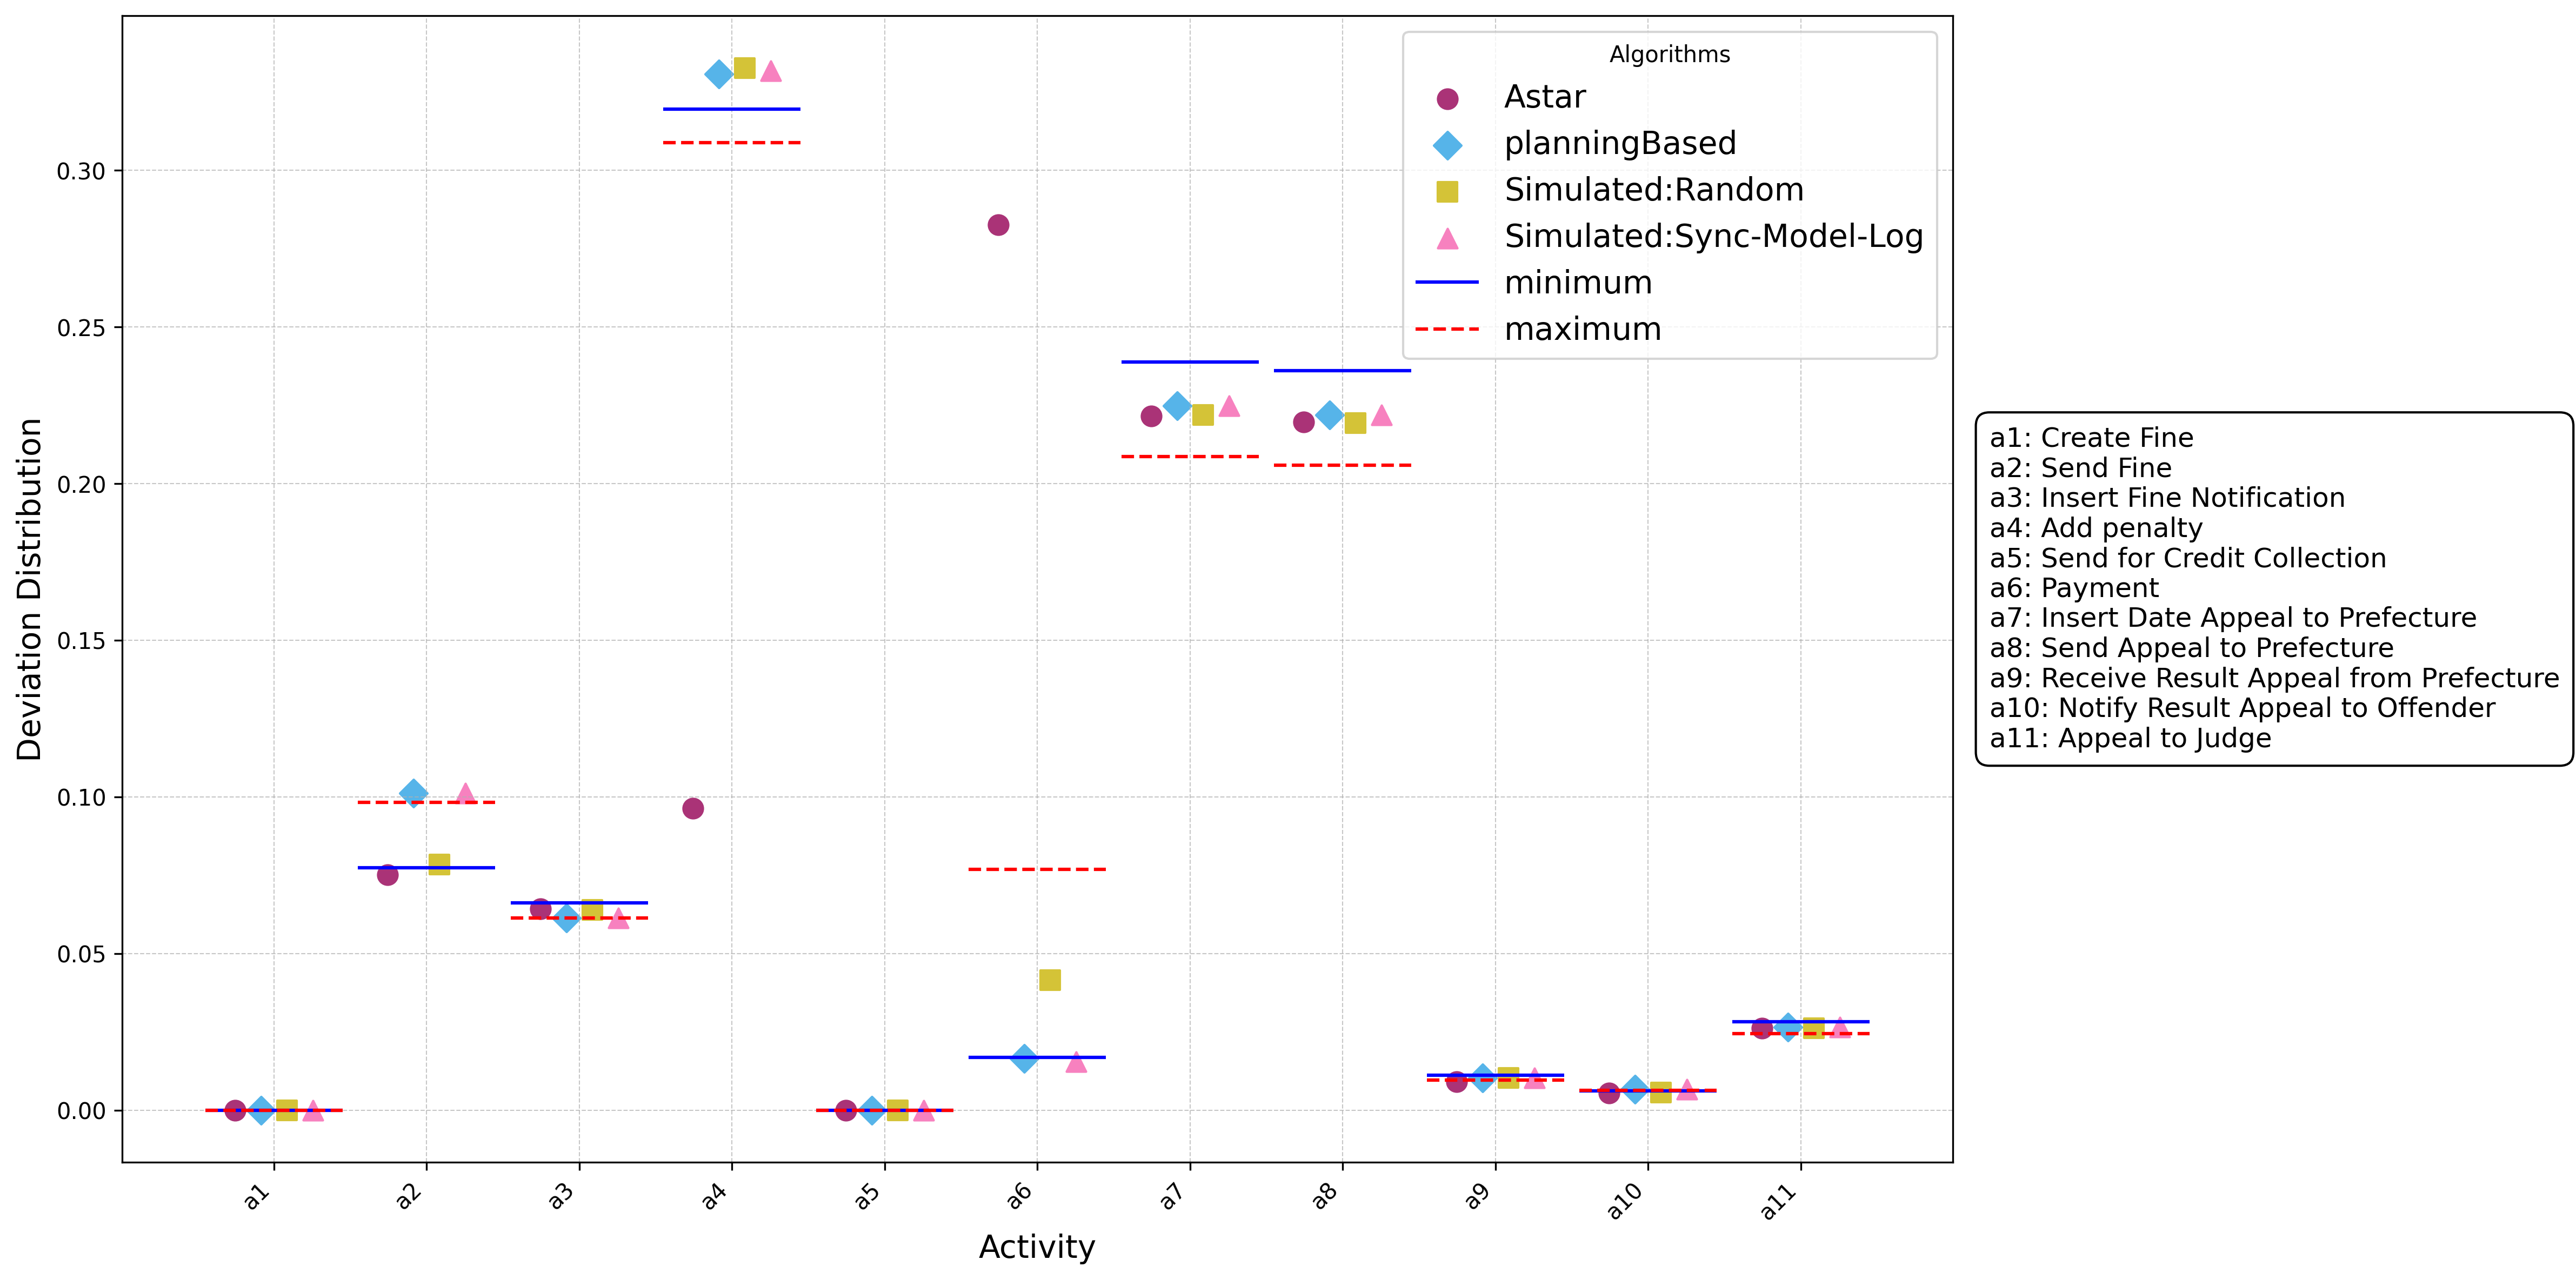 Algorithms
Astar
planningBased
Simulated:Random
Simulated:Sync-Model-Log
minimum
maximum
0.30
0.25
0.20
0.15
0.10
0.05
0.00
Deviation Distribution
a1
a2
a3
a4
a5
a6
a7
a8
a9
a10
a11
Activity
a1: Create Fine
a2: Send Fine
a3: Insert Fine Notification
a4: Add penalty
a5: Send for Credit Collection
a6: Payment
a7: Insert Date Appeal to Prefecture
a8: Send Appeal to Prefecture
a9: Receive Result Appeal from Prefecture
a10: Notify Result Appeal to Offender
a11: Appeal to Judge